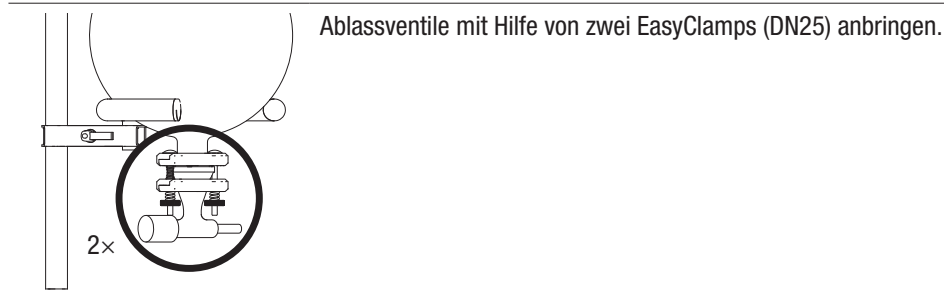 Ablassventile mit Hilfe von zwei EasyClamps (DN25) anbringen.
2×